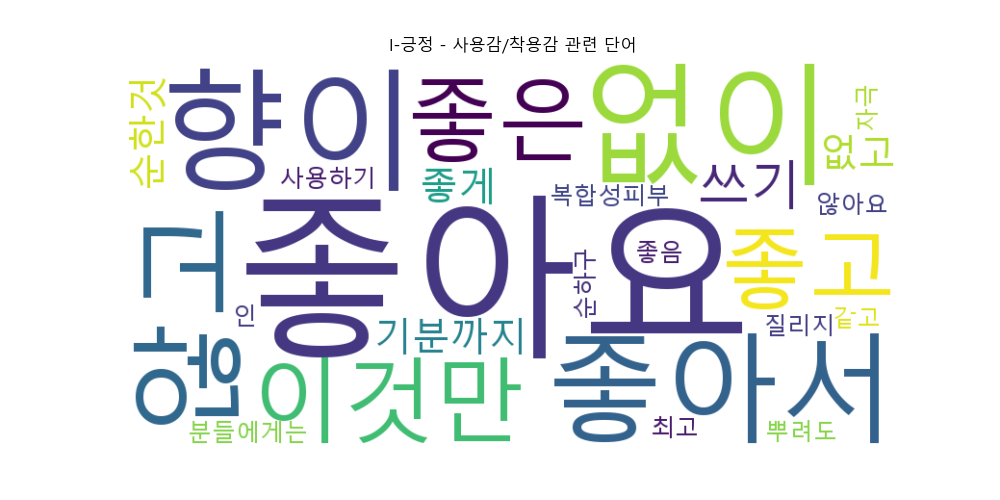 I-긍정 - 사용감/착용감 관련 단어
순한것
향이
좋은
없이
자극
없고
사용하기
좋게
복합성피부
쓰기
않아요
않고
좋아요
좋음
순하구
좋고
인
기분까지
질리지
같고
이것만
좋아서
분들에게는
최고
뿌려도